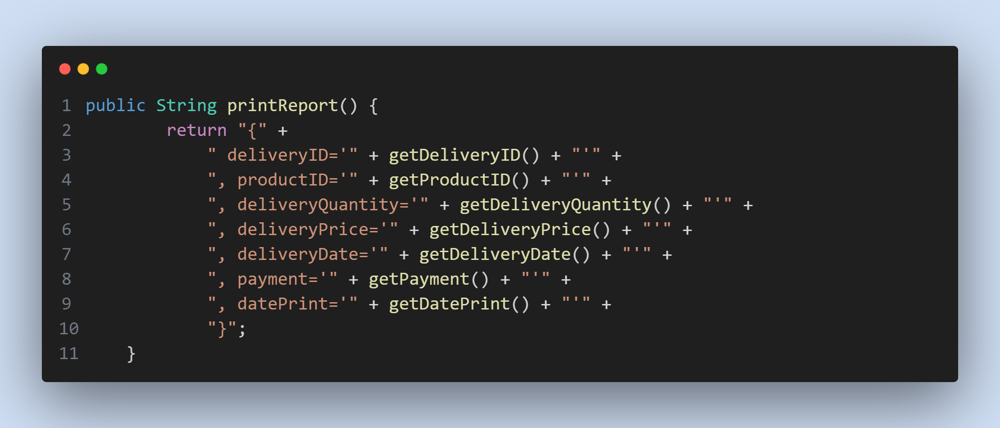 1 public String printReport() {
2         return "{" +
3             " deliveryID='" + getDeliveryID() + "'" +
4             ", productID='" + getProductID() + "'" +
5             ", deliveryQuantity='" + getDeliveryQuantity() + "'" +
6             ", deliveryPrice='" + getDeliveryPrice() + "'" +
7             ", deliveryDate='" + getDeliveryDate() + "'" +
8             ", payment='" + getPayment() + "'" +
9             ", datePrint='" + getDatePrint() + "'" +
10             "}";
11     }